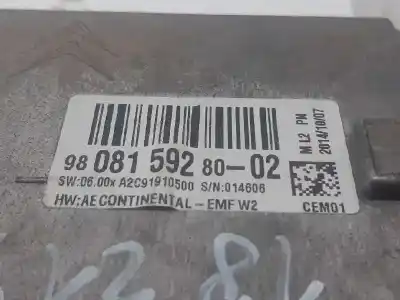 98 081 592 80-02
SW:06.00x A2C91910500 S/N:014606
HW:AE CONTINENTAL-EMF W2
M L2 PN
2014/10/07
CEM01